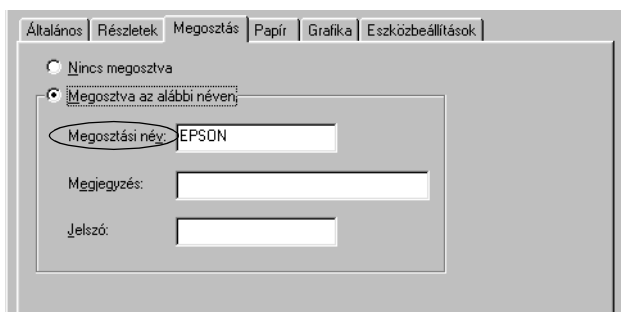 Általános Részletek Megosztás Papír Grafika Eszközbeállítások
Nincs megosztva
Megosztva az alábbi néven:
Megosztási név: EPSON
Megjegyzés:
Jelszó: